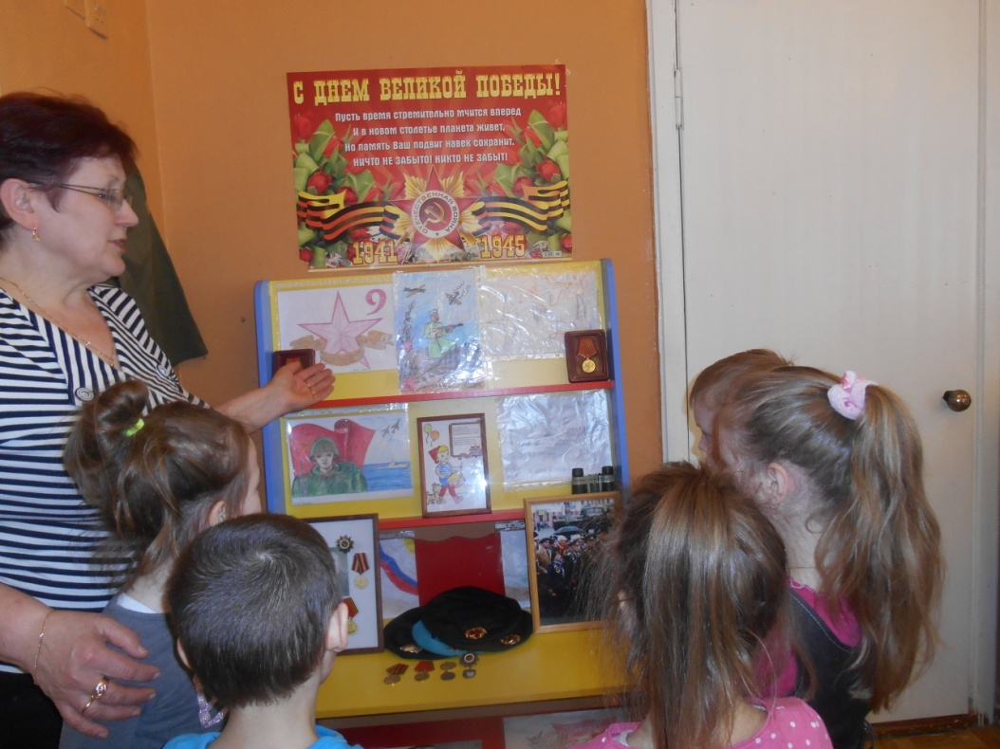 С ДНЕМ ВЕЛИКОЙ ПОБЕДЫ!
Пусть время стремительно мчится вперед
И в новом столетье планета живет,
Но память Ваш подвиг навек сохранит.
НИЧТО НЕ ЗАБЫТО! НИКТО НЕ ЗАБЫТ!
ОТЕЧЕСТВЕННАЯ ВОЙНА
1941 1945
9